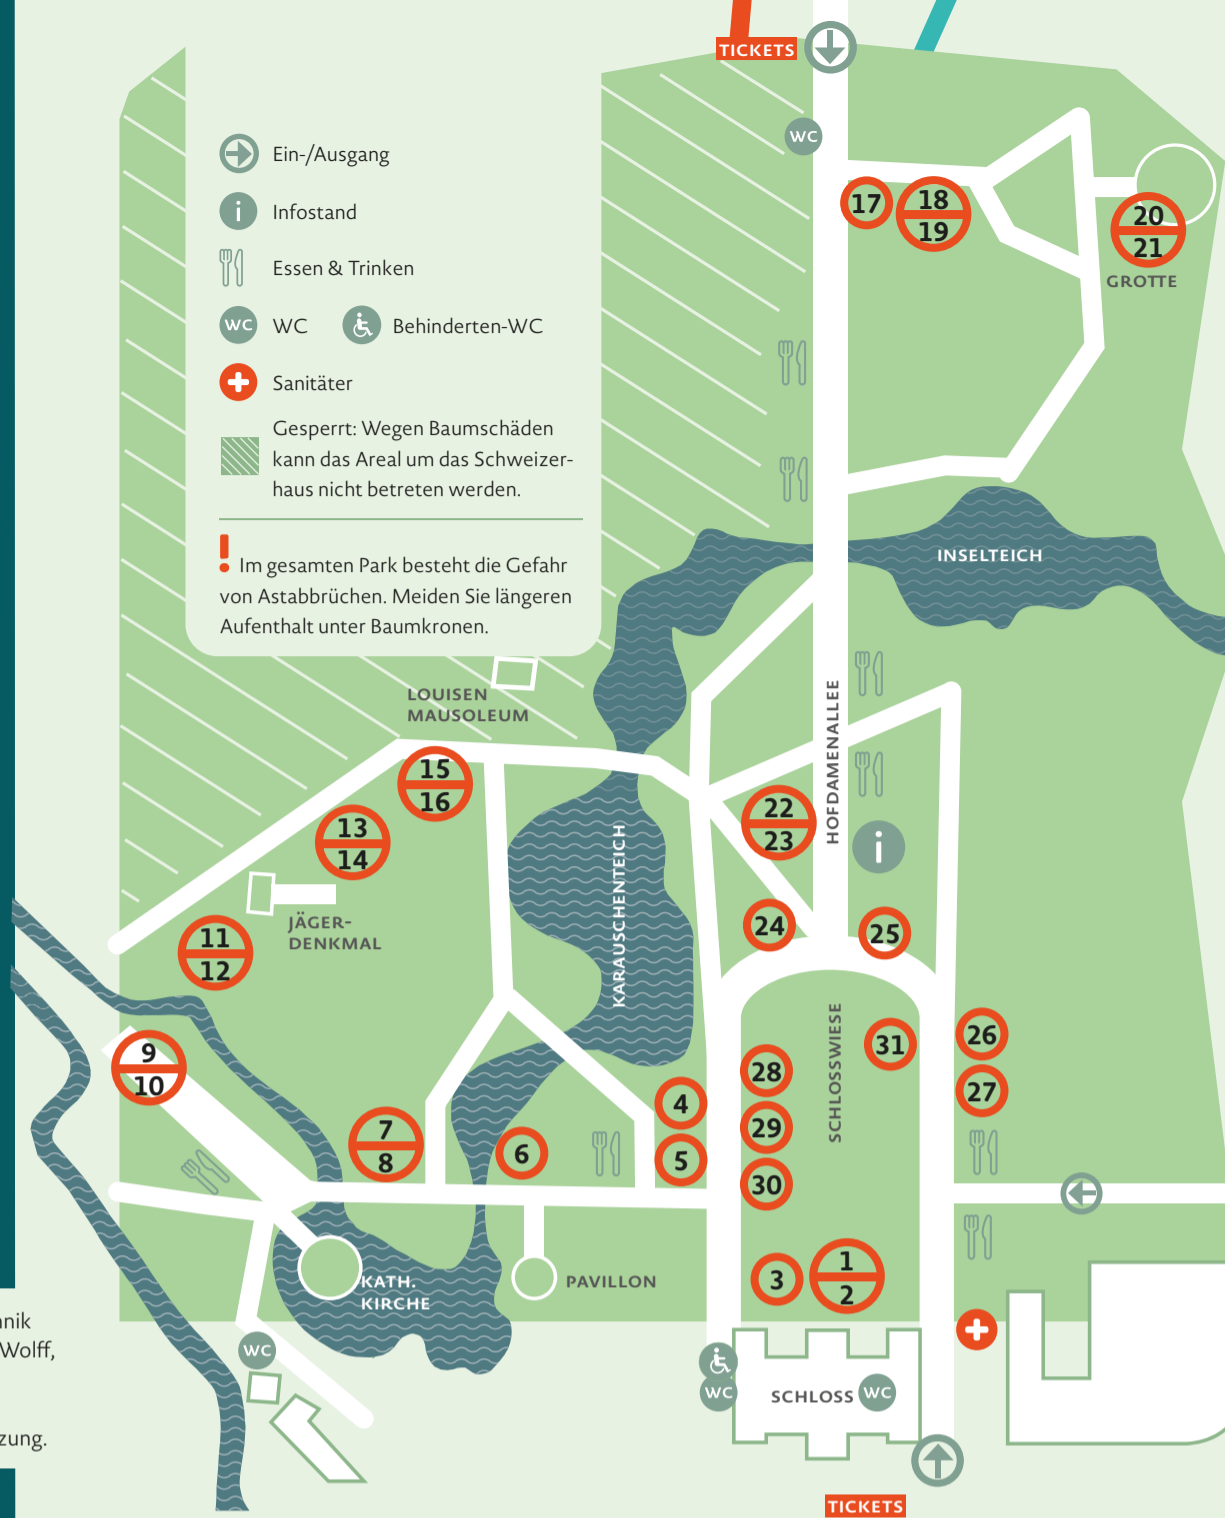 TICKETS
WC
Ein-/Ausgang
i
Infostand
Essen & Trinken
WC
WC
Behinderten-WC
Sanitäter
Gesperrt: Wegen Baumschäden
kann das Areal um das Schweizer-
haus nicht betreten werden.
! Im gesamten Park besteht die Gefahr
von Astabbrüchen. Meiden Sie längeren
Aufenthalt unter Baumkronen.
17
18
19
20
21
GROTTE
INSELTEICH
LOUISEN
MAUSOLEUM
HOFDAMENALLEE
15
16
13
14
22
23
i
KARAUSCHENTEICH
JÄGER-
DENKMAL
11
12
24
25
SCHLOSSWIESE
9
10
31
26
28
27
4
29
7
8
6
5
30
3
1
2
KATH.
KIRCHE
PAVILLON
nik
Wolff,
WC
WC
SCHLOSS
WC
zung.
TICKETS